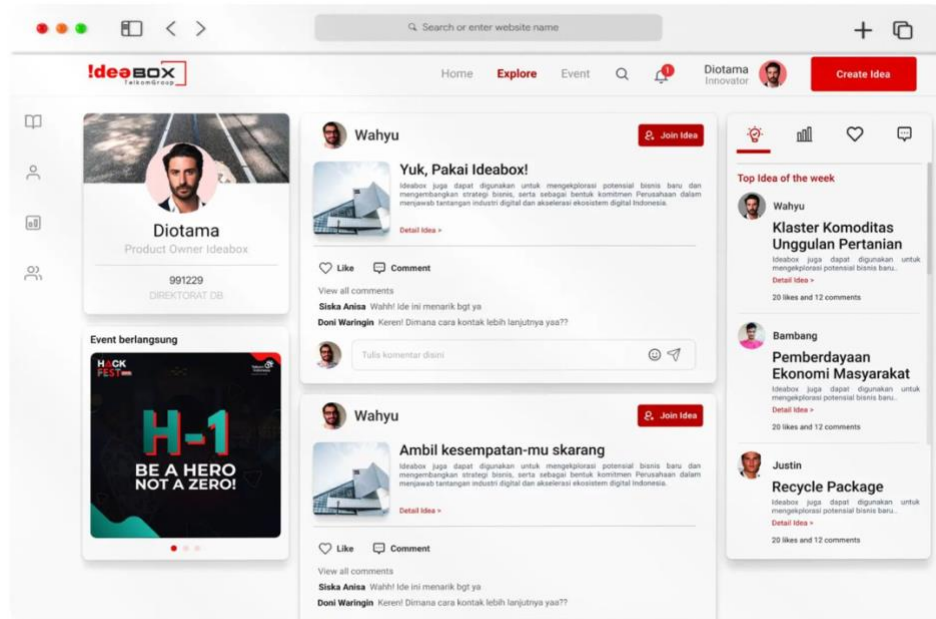 Search or enter website name
!deaBOX
TelkomGroup
Home
Explore
Event
1
Diotama
Innovator
Create Idea
Diotama
Product Owner Ideabox
991229
DIREKTORAT DB
Event berlangsung
HACK
FEST
H-1
BE A HERO
NOT A ZERO!
Wahyu
Join Idea
Yuk, Pakai Ideabox!
Ideabox juga dapat digunakan untuk mengekplorasi potensial bisnis baru dan
mengembangkan strategi bisnis, serta sebagai bentuk komitmen Perusahaan dalam
menjawab tantangan industri digital dan akselerasi ekosistem digital Indonesia.
Detail Idea >
Like
Comment
View all comments
Siska Anisa Wahh! Ide ini menarik bgt ya
Doni Waringin Keren! Dimana cara kontak lebih lanjutnya yaa??
Tulis komentar disini
Wahyu
Join Idea
Ambil kesempatan-mu skarang
Ideabox juga dapat digunakan untuk mengekplorasi potensial bisnis baru dan
mengembangkan strategi bisnis, serta sebagai bentuk komitmen Perusahaan dalam
menjawab tantangan industri digital dan akselerasi ekosistem digital Indonesia.
Detail Idea >
Like
Comment
View all comments
Siska Anisa Wahh! Ide ini menarik bgt ya
Doni Waringin Keren! Dimana cara kontak lebih lanjutnya yaa??
Top Idea of the week
Wahyu
Klaster Komoditas
Unggulan Pertanian
Ideabox juga dapat digunakan untuk
mengekplorasi potensial bisnis baru..
Detail Idea >
20 likes and 12 comments
Bambang
Pemberdayaan
Ekonomi Masyarakat
Ideabox juga dapat digunakan untuk
mengekplorasi potensial bisnis baru..
Detail Idea >
20 likes and 12 comments
Justin
Recycle Package
Ideabox juga dapat digunakan untuk
mengekplorasi potensial bisnis baru..
Detail Idea >
20 likes and 12 comments